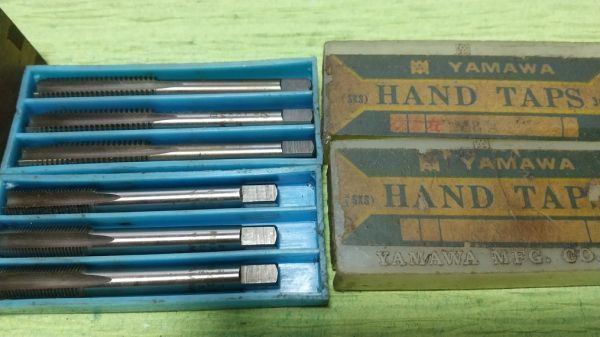 YAMAWA
(SKS) HAND TAPS
YAMAWA
(SKS) HAND TAP
YAMAWA MFG. CO.